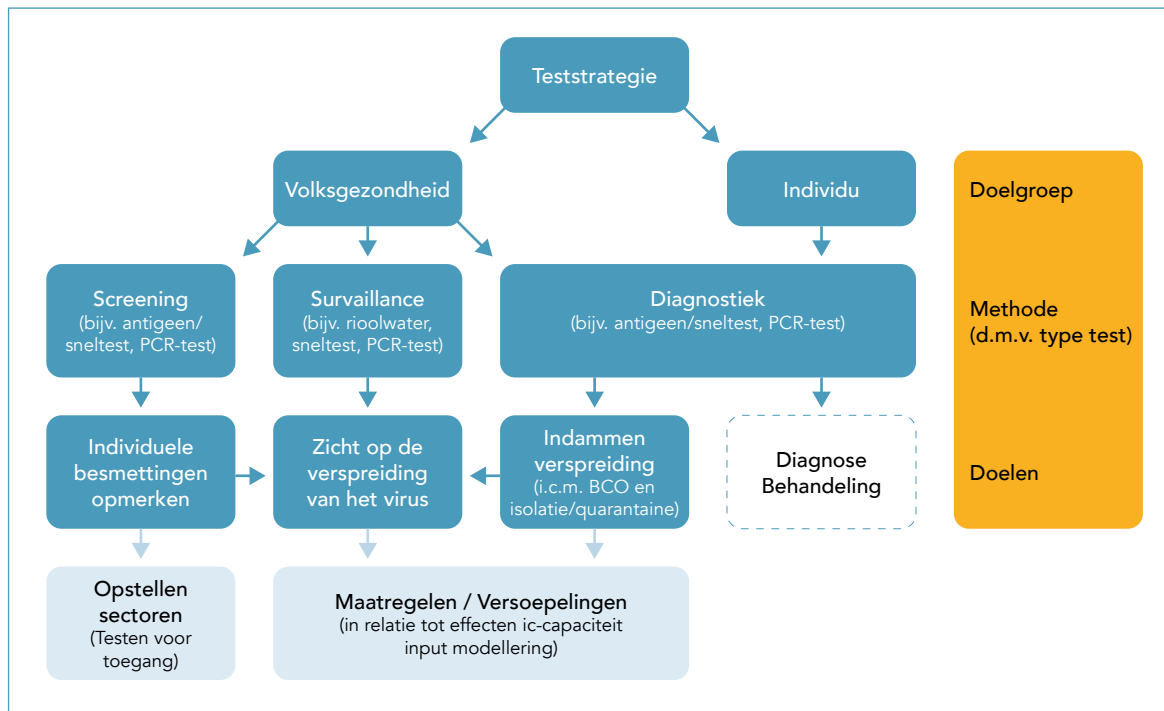 Teststrategie
Volksgezondheid
Individu
Doelgroep
Screening
(bijv. antigeen/
sneltest, PCR-test)
Survaillance
(bijv. rioolwater,
sneltest, PCR-test)
Diagnostiek
(bijv. antigeen/sneltest, PCR-test)
Methode
(d.m.v. type test)
Individuele
besmettingen
opmerken
Zicht op de
verspreiding
van het virus
Indammen
verspreiding
(i.c.m. BCO en
isolatie/quarantaine)
Diagnose
Behandeling
Doelen
Opstellen
sectoren
(Testen voor
toegang)
Maatregelen / Versoepelingen
(in relatie tot effecten ic-capaciteit
input modellering)